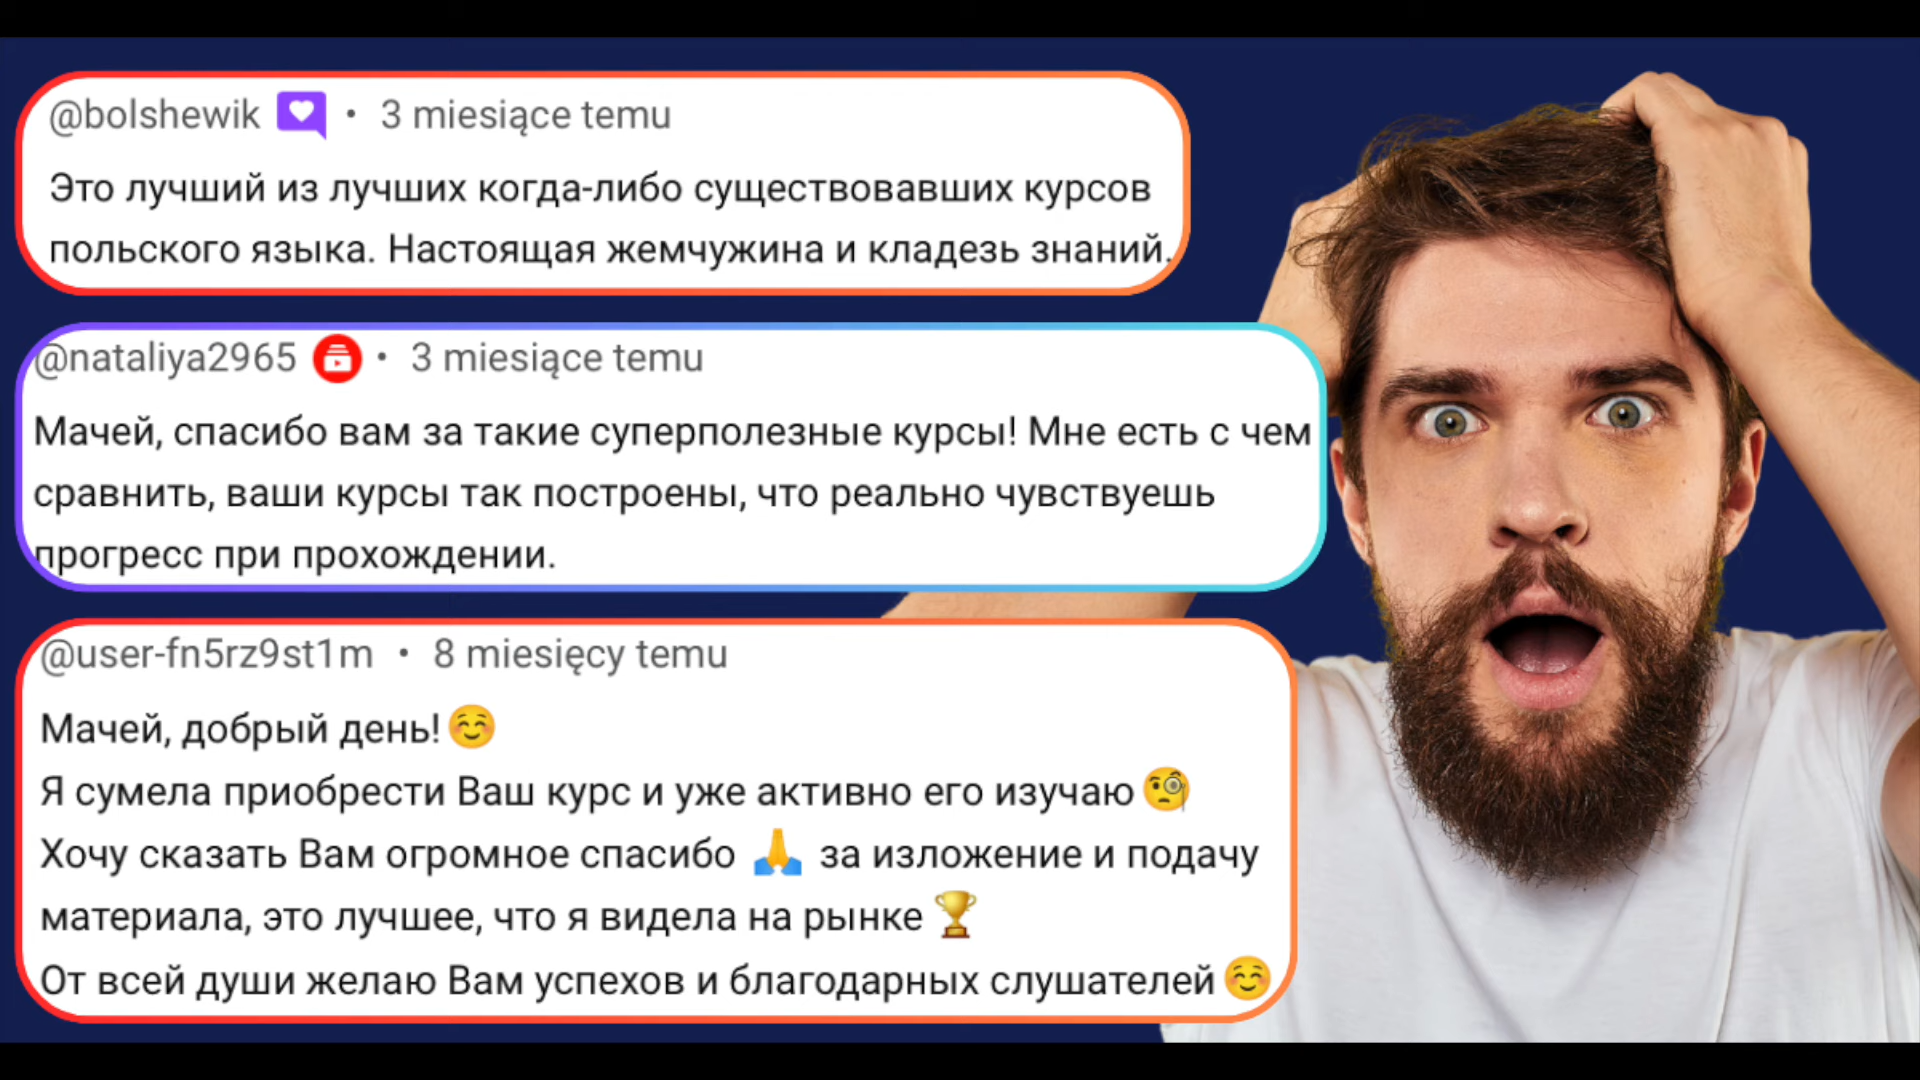 @bolshewik • 3 miesiące temu
Это лучший из лучших когда-либо существовавших курсов
польского языка. Настоящая жемчужина и кладезь знаний.
@nataliya2965 • 3 miesiące temu
Мачей, спасибо вам за такие суперполезные курсы! Мне есть с чем
сравнить, ваши курсы так построены, что реально чувствуешь
прогресс при прохождении.
@user-fn5rz9st1m • 8 miesięcy temu
Мачей, добрый день! ☺️
Я сумела приобрести Ваш курс и уже активно его изучаю 🧐
Хочу сказать Вам огромное спасибо 🙏 за изложение и подачу
материала, это лучшее, что я видела на рынке 🏆
От всей души желаю Вам успехов и благодарных слушателей ☺️